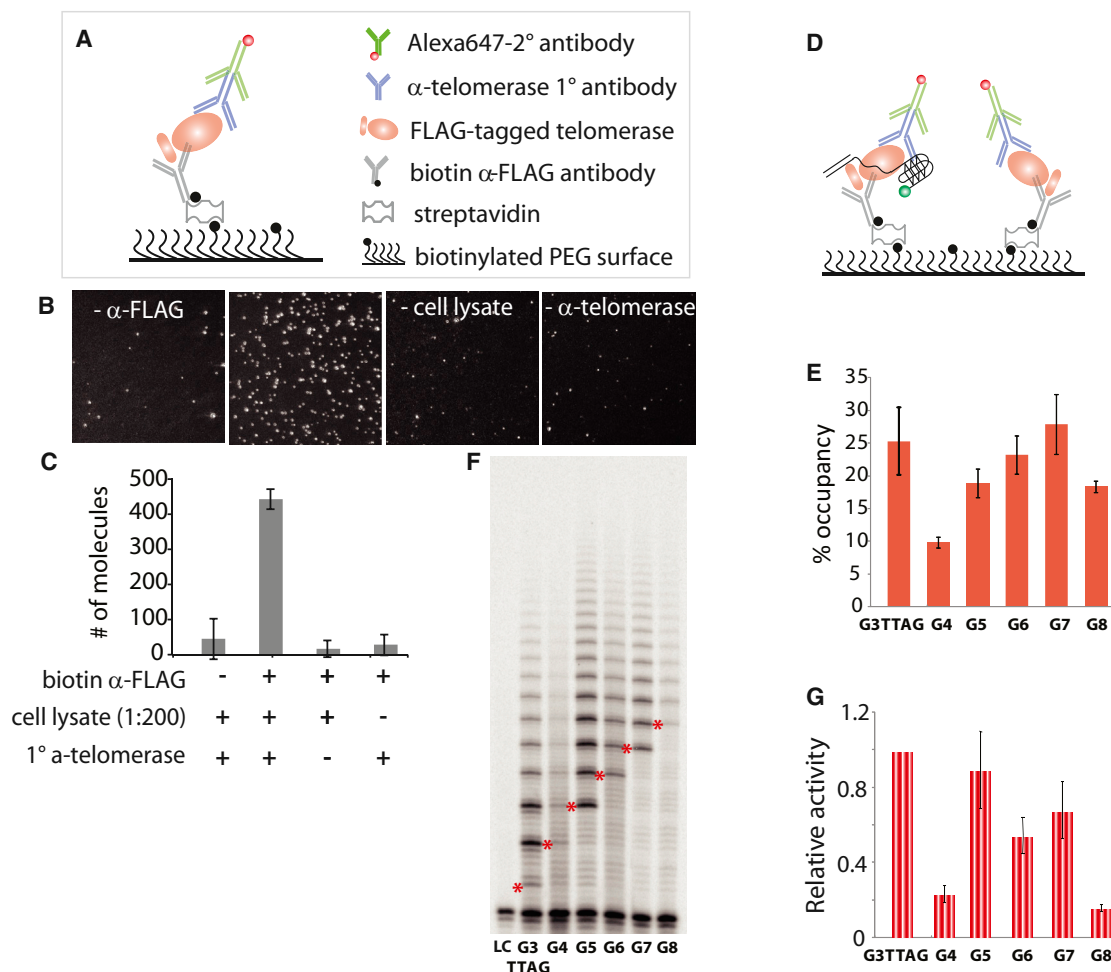 A
Alexa647-2° antibody
α-telomerase 1° antibody
FLAG-tagged telomerase
biotin α-FLAG antibody
streptavidin
biotinylated PEG surface
B
- α-FLAG
- cell lysate
- α-telomerase
C
# of molecules
500
400
300
200
100
0
biotin α-FLAG - + + +
cell lysate (1:200) + + + -
1° a-telomerase + + - +
D
E
% occupancy
35
30
25
20
15
10
5
0
G3TTAG G4 G5 G6 G7 G8
F
* * * * * * *
LC G3 G4 G5 G6 G7 G8
TTAG
G
Relative activity
1.2
0.8
0.4
0
G3TTAG G4 G5 G6 G7 G8